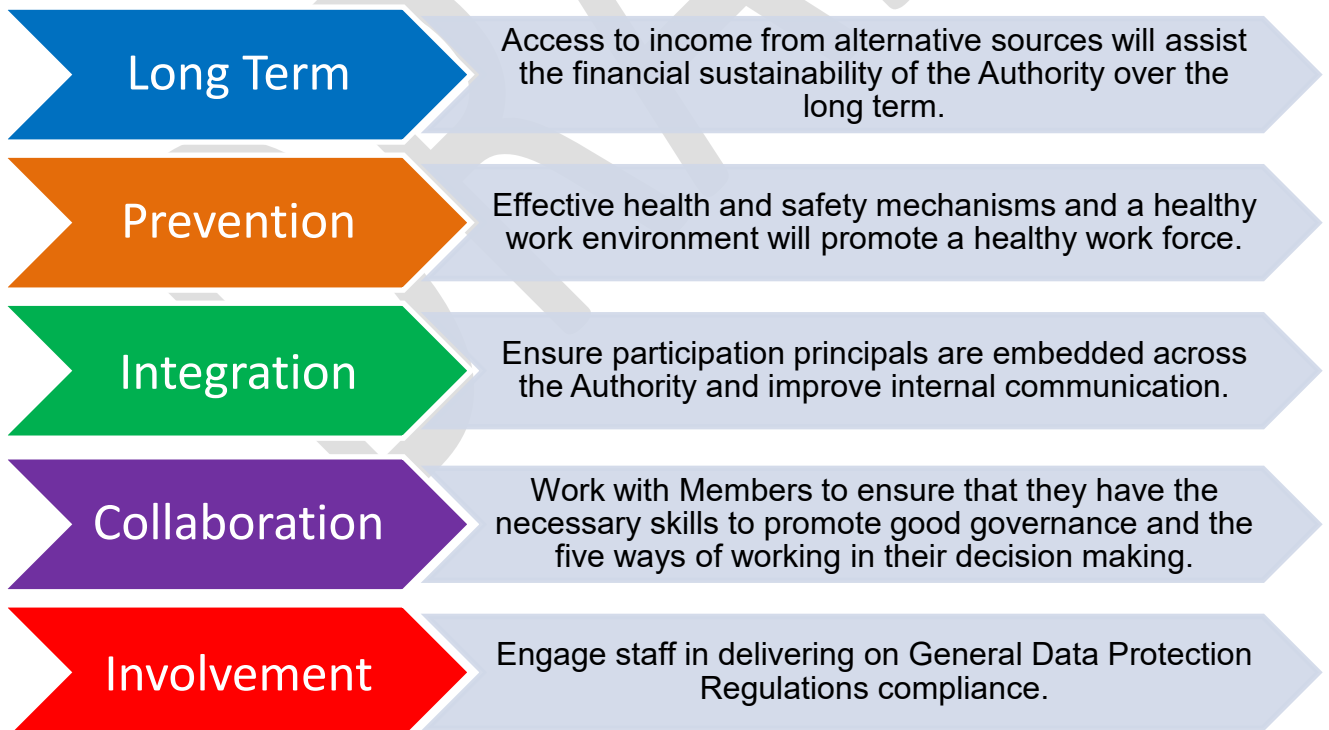 Long Term
Access to income from alternative sources will assist
the financial sustainability of the Authority over the
long term.
Prevention
Effective health and safety mechanisms and a healthy
work environment will promote a healthy work force.
Integration
Ensure participation principals are embedded across
the Authority and improve internal communication.
Collaboration
Work with Members to ensure that they have the
necessary skills to promote good governance and the
five ways of working in their decision making.
Involvement
Engage staff in delivering on General Data Protection
Regulations compliance.